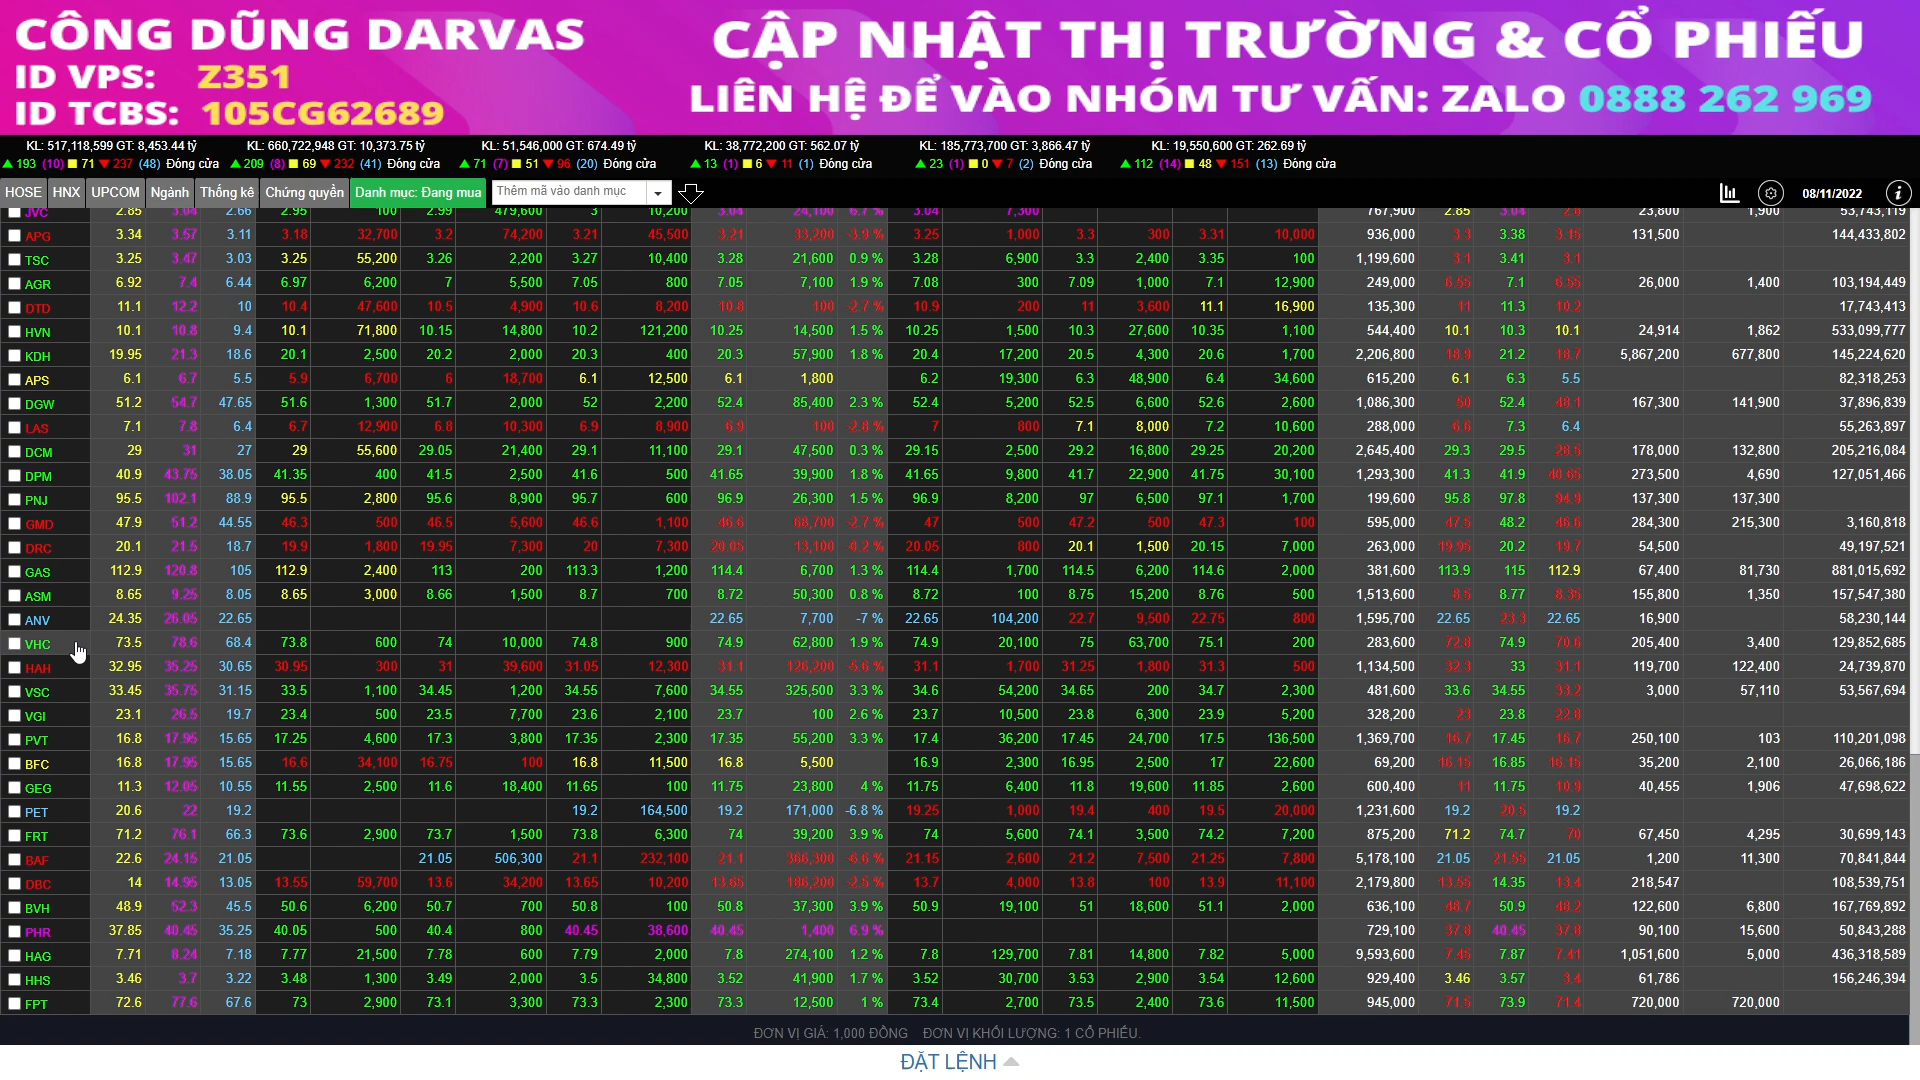 CÔNG DŨNG DARVAS
ID VPS: Z351
ID TCBS: 105CG62689
CẬP NHẬT THỊ TRƯỜNG & CỔ PHIẾU
LIÊN HỆ ĐỂ VÀO NHÓM TƯ VẤN: ZALO 0888 262 969
KL: 517,118,599 GT: 8,453.44 tỷ KL: 660,722,948 GT: 10,373.75 tỷ KL: 51,546,000 GT: 674.49 tỷ KL: 38,772,200 GT: 562.07 tỷ KL: 185,773,700 GT: 3,866.47 tỷ KL: 19,550,600 GT: 262.69 tỷ
193 (10) 71 237 (48) Đóng cửa 209 (8) 69 232 (41) Đóng cửa 71 (7) 51 96 (20) Đóng cửa 13 (1) 6 11 (1) Đóng cửa 23 (1) 0 7 (2) Đóng cửa 112 (14) 48 151 (13) Đóng cửa
HOSE HNX UPCOM Ngành Thống kê Chứng quyền Danh mục: Đang mua Thêm mã vào danh mục 08/11/2022
JVC 2.85 3.04 2.66 2.95 100 2.99 479,600 3 10,200 3.04 24,100 6.7 % 3.04 7,300 767,900 2.85 3.04 2.8 23,800 1,900 53,743,119
APG 3.34 3.57 3.11 3.18 32,700 3.2 74,200 3.21 45,500 3.21 33,200 -3.9 % 3.25 1,000 3.3 300 3.31 10,000 936,000 3.3 3.38 3.15 131,500 144,433,802
TSC 3.25 3.47 3.03 3.25 55,200 3.26 2,200 3.27 10,400 3.28 21,600 0.9 % 3.28 6,900 3.3 2,400 3.35 100 1,199,600 3.1 3.41 3.1
AGR 6.92 7.4 6.44 6.97 6,200 7 5,500 7.05 800 7.05 7,100 1.9 % 7.08 300 7.09 1,000 7.1 12,900 249,000 6.55 7.1 6.55 26,000 1,400 103,194,449
DTD 11.1 12.2 10 10.4 47,600 10.5 4,900 10.6 8,200 10.8 100 -2.7 % 10.9 200 11 3,600 11.1 16,900 135,300 11 11.3 10.2 17,743,413
HVN 10.1 10.8 9.4 10.1 71,800 10.15 14,800 10.2 121,200 10.25 14,500 1.5 % 10.25 1,500 10.3 27,600 10.35 1,100 544,400 10.1 10.3 10.1 24,914 1,862 533,099,777
KDH 19.95 21.3 18.6 20.1 2,500 20.2 2,000 20.3 400 20.3 57,900 1.8 % 20.4 17,200 20.5 4,300 20.6 1,700 2,206,800 18.9 21.2 18.7 5,867,200 677,800 145,224,620
APS 6.1 6.7 5.5 5.9 6,700 6 18,700 6.1 12,500 6.1 1,800 6.2 19,300 6.3 48,900 6.4 34,600 615,200 6.1 6.3 5.5 82,318,253
DGW 51.2 54.7 47.65 51.6 1,300 51.7 2,000 52 2,200 52.4 85,400 2.3 % 52.4 5,200 52.5 6,600 52.6 2,600 1,086,300 50 52.4 48.1 167,300 141,900 37,896,839
LAS 7.1 7.8 6.4 6.7 12,900 6.8 10,300 6.9 8,900 6.9 100 -2.8 % 7 800 7.1 8,000 7.2 10,600 288,000 6.6 7.3 6.4 55,263,897
DCM 29 31 27 29 55,600 29.05 21,400 29.1 11,100 29.1 47,500 0.3 % 29.15 2,500 29.2 16,800 29.25 20,200 2,645,400 29.3 29.5 28.5 178,000 132,800 205,216,084
DPM 40.9 43.75 38.05 41.35 400 41.5 2,500 41.6 500 41.65 39,900 1.8 % 41.65 9,800 41.7 22,900 41.75 30,100 1,293,300 41.3 41.9 40.65 273,500 4,690 127,051,466
PNJ 95.5 102.1 88.9 95.5 2,800 95.6 8,900 95.7 600 96.9 26,300 1.5 % 96.9 8,200 97 6,500 97.1 1,700 199,600 95.8 97.8 94.9 137,300 137,300
GMD 47.9 51.2 44.55 46.3 500 46.5 5,600 46.6 1,100 46.6 68,700 -2.7 % 47 500 47.2 500 47.3 100 595,000 47.5 48.2 46.6 284,300 215,300 3,160,818
DRC 20.1 21.5 18.7 19.9 1,800 19.95 7,300 20 7,300 20.05 13,100 -0.2 % 20.05 800 20.1 1,500 20.15 7,000 263,000 19.95 20.2 19.7 54,500 49,197,521
GAS 112.9 120.8 105 112.9 2,400 113 200 113.3 1,200 114.4 6,700 1.3 % 114.4 1,700 114.5 6,200 114.6 2,000 381,600 113.9 115 112.9 67,400 81,730 881,015,692
ASM 8.65 9.25 8.05 8.65 3,000 8.66 1,500 8.7 700 8.72 50,300 0.8 % 8.72 100 8.75 15,200 8.76 500 1,513,600 8.5 8.77 8.35 155,800 1,350 157,547,380
ANV 24.35 26.05 22.65 22.65 7,700 -7 % 22.65 104,200 22.7 9,500 22.75 800 1,595,700 22.65 23.3 22.65 16,900 58,230,144
VHC 73.5 78.6 68.4 73.8 600 74 10,000 74.8 900 74.9 62,800 1.9 % 74.9 20,100 75 63,700 75.1 200 283,600 72.8 74.9 70.6 205,400 3,400 129,852,685
HAH 32.95 35.25 30.65 30.95 300 31 39,600 31.05 12,300 31.1 126,200 -5.6 % 31.1 1,700 31.25 1,800 31.3 500 1,134,500 32.3 33 31.1 119,700 122,400 24,739,870
VSC 33.45 35.75 31.15 33.5 1,100 34.45 1,200 34.55 7,600 34.55 325,500 3.3 % 34.6 54,200 34.65 200 34.7 2,300 481,600 33.6 34.55 33.2 3,000 57,110 53,567,694
VGI 23.1 26.5 19.7 23.4 500 23.5 7,700 23.6 2,100 23.7 100 2.6 % 23.7 10,500 23.8 6,300 23.9 5,200 328,200 23 23.8 22.8
PVT 16.8 17.95 15.65 17.25 4,600 17.3 3,800 17.35 2,300 17.35 55,200 3.3 % 17.4 36,200 17.45 24,700 17.5 136,500 1,369,700 16.7 17.45 16.7 250,100 103 110,201,098
BFC 16.8 17.95 15.65 16.6 34,100 16.75 100 16.8 11,500 16.8 5,500 16.9 2,300 16.95 2,500 17 22,600 69,200 16.15 16.85 16.15 35,200 2,100 26,066,186
GEG 11.3 12.05 10.55 11.55 2,500 11.6 18,400 11.65 100 11.75 23,800 4 % 11.75 6,400 11.8 19,600 11.85 2,600 600,400 11 11.75 10.9 40,455 1,906 47,698,622
PET 20.6 22 19.2 19.2 164,500 19.2 171,000 -6.8 % 19.25 1,000 19.4 400 19.5 20,000 1,231,600 19.2 20.5 19.2
FRT 71.2 76.1 66.3 73.6 2,900 73.7 1,500 73.8 6,300 74 39,200 3.9 % 74 5,600 74.1 3,500 74.2 7,200 875,200 71.2 74.7 70 67,450 4,295 30,699,143
BAF 22.6 24.15 21.05 21.05 506,300 21.1 232,100 21.1 366,300 -6.6 % 21.15 2,600 21.2 7,500 21.25 7,800 5,178,100 21.05 21.55 21.05 1,200 11,300 70,841,844
DBC 14 14.95 13.05 13.55 59,700 13.6 34,200 13.65 10,200 13.65 186,200 -2.5 % 13.7 4,000 13.8 100 13.9 11,100 2,179,800 13.55 14.35 13.4 218,547 108,539,751
BVH 48.9 52.3 45.5 50.6 6,200 50.7 700 50.8 100 50.8 37,300 3.9 % 50.9 19,100 51 18,600 51.1 2,000 636,100 48.7 50.9 48.2 122,600 6,800 167,769,892
PHR 37.85 40.45 35.25 40.05 500 40.4 800 40.45 38,600 40.45 1,400 6.9 % 729,100 37.8 40.45 37.8 90,100 15,600 50,843,288
HAG 7.71 8.24 7.18 7.77 21,500 7.78 600 7.79 2,000 7.8 274,100 1.2 % 7.8 129,700 7.81 14,800 7.82 5,000 9,593,600 7.45 7.87 7.41 1,051,600 5,000 436,318,589
HHS 3.46 3.7 3.22 3.48 1,300 3.49 2,000 3.5 34,800 3.52 41,900 1.7 % 3.52 30,700 3.53 2,900 3.54 12,600 929,400 3.46 3.57 3.4 61,786 156,246,394
FPT 72.6 77.6 67.6 73 2,900 73.1 3,300 73.3 2,300 73.3 12,500 1 % 73.4 2,700 73.5 2,400 73.6 11,500 945,000 71.5 73.9 71.4 720,000 720,000
ĐƠN VỊ GIÁ: 1,000 ĐỒNG ĐƠN VỊ KHỐI LƯỢNG: 1 CỔ PHIẾU.
ĐẶT LỆNH